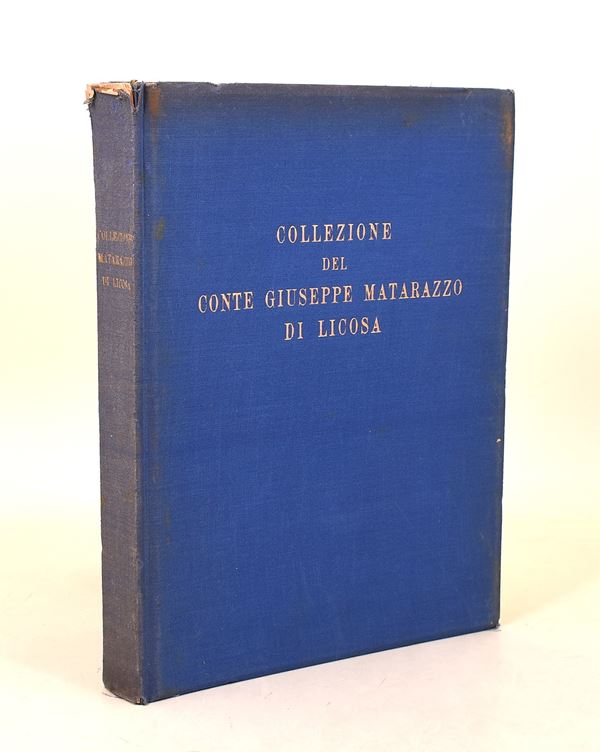 COLLEZIONE
DEL
CONTE GIUSEPPE MATARAZZO
DI LICOSA
COLLEZIONE
MATARAZZO
DI LICOSA